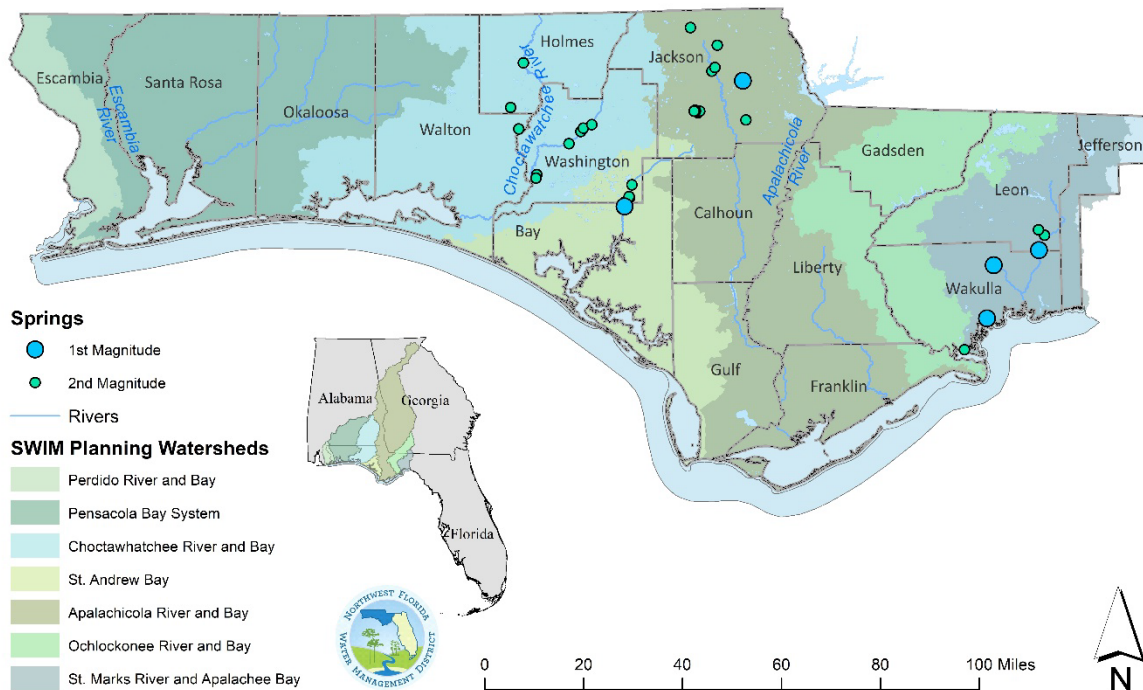 Holmes
Jackson
Escambia
Santa Rosa
Okaloosa
Escambia
River
Walton
Choctawatchee River
Washington
Gadsden
Jefferson
Leon
Apalachicola
River
Calhoun
Bay
Liberty
Wakulla
Gulf
Franklin
Springs
1st Magnitude
2nd Magnitude
Rivers
SWIM Planning Watersheds
Perdido River and Bay
Pensacola Bay System
Choctawhatchee River and Bay
St. Andrew Bay
Apalachicola River and Bay
Ochlockonee River and Bay
St. Marks River and Apalachee Bay
Alabama
Georgia
Florida
NORTHWEST FLORIDA
WATER MANAGEMENT DISTRICT
0 20 40 60 80 100 Miles
N